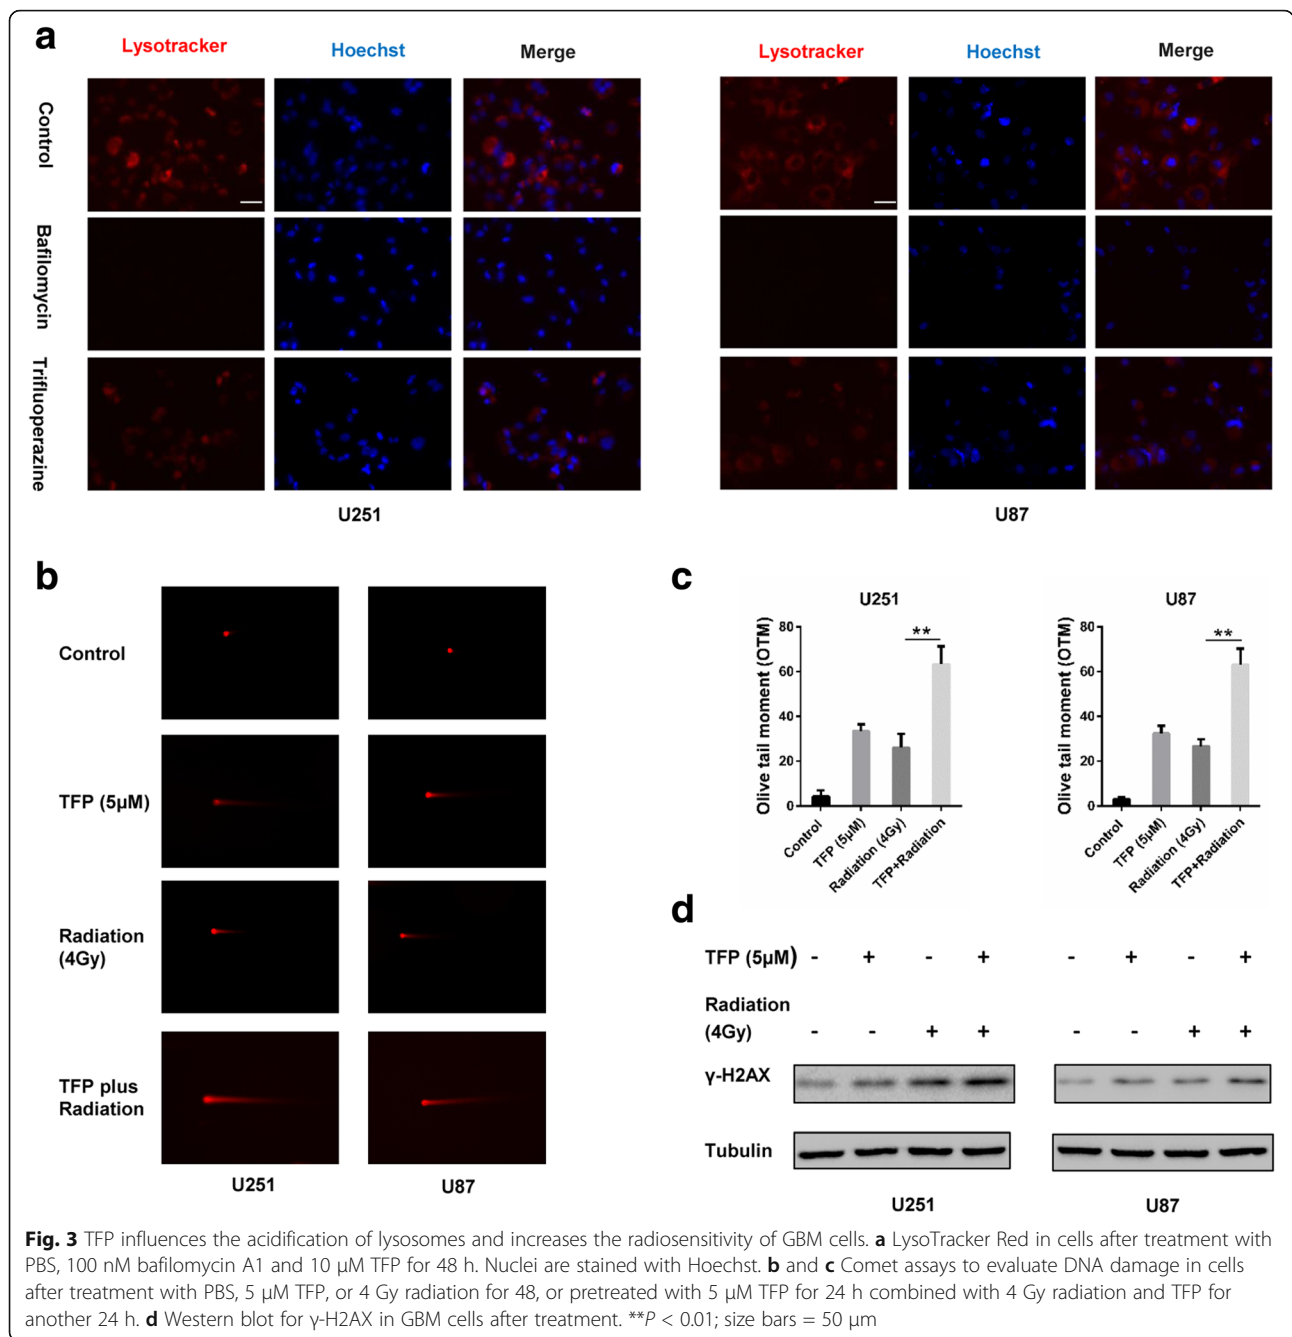 a
Lysotracker Hoechst Merge Lysotracker Hoechst Merge
Control
Bafilomycin
Trifluoperazine
U251 U87
b
Control
TFP (5µM)
Radiation
(4Gy)
TFP plus
Radiation
U251 U87
c
U251
Olive tail moment (OTM)
80
60
40
20
0
**
Control
TFP (5µM)
Radiation (4Gy)
TFP+Radiation
U87
Olive tail moment (OTM)
80
60
40
20
0
**
Control
TFP (5µM)
Radiation (4Gy)
TFP+Radiation
d
TFP (5µM) - + - + - + - +
Radiation
(4Gy) - - + + - - + +
γ-H2AX
Tubulin
U251 U87
Fig. 3 TFP influences the acidification of lysosomes and increases the radiosensitivity of GBM cells. a LysoTracker Red in cells after treatment with
PBS, 100 nM bafilomycin A1 and 10 µM TFP for 48 h. Nuclei are stained with Hoechst. b and c Comet assays to evaluate DNA damage in cells
after treatment with PBS, 5 µM TFP, or 4 Gy radiation for 48, or pretreated with 5 µM TFP for 24 h combined with 4 Gy radiation and TFP for
another 24 h. d Western blot for γ-H2AX in GBM cells after treatment. **P < 0.01; size bars = 50 µm